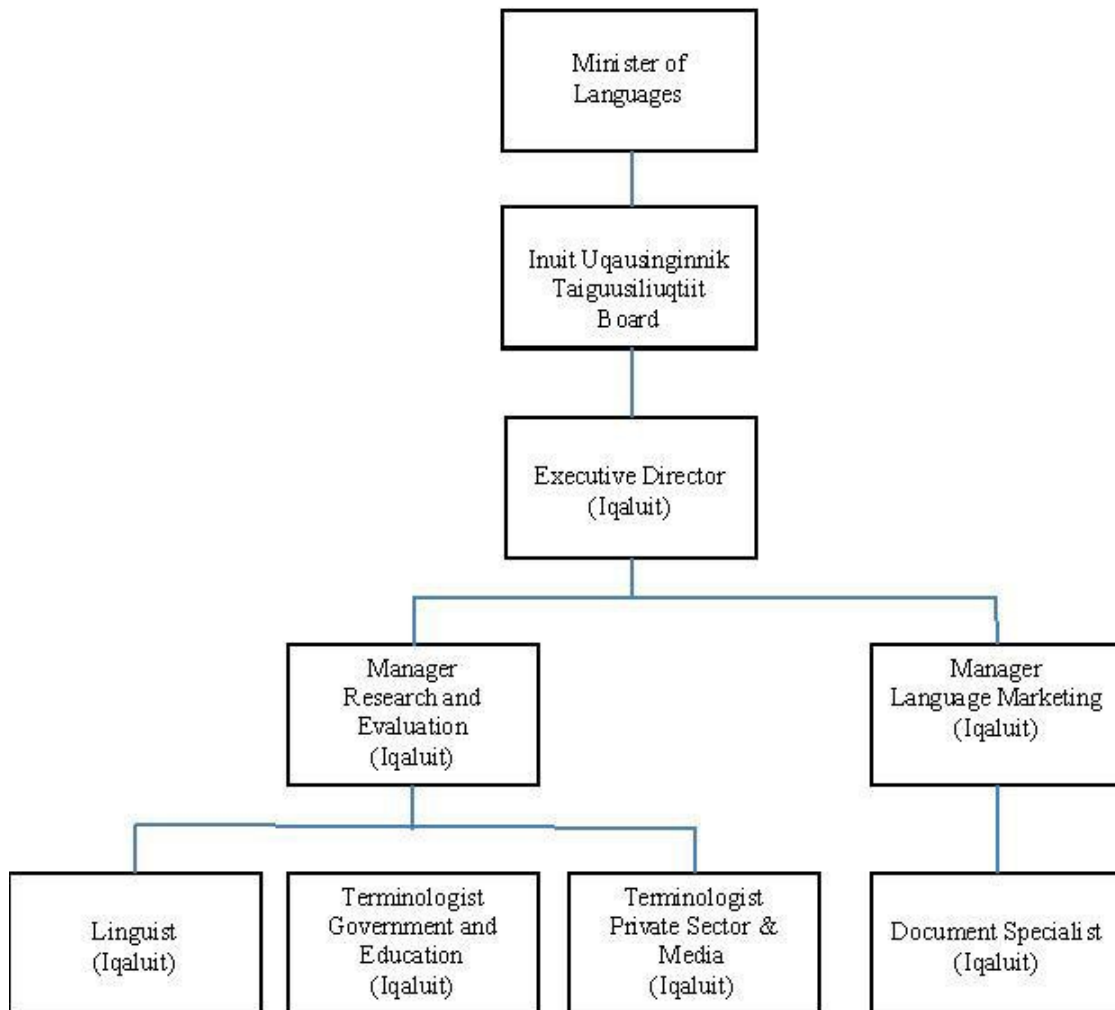 Minister of
Languages
Inuit Uqausinginnik
Taiguusiliuqtiit
Board
Executive Director
(Iqaluit)
Manager
Research and
Evaluation
(Iqaluit)
Manager
Language Marketing
(Iqaluit)
Linguist
(Iqaluit)
Terminologist
Government and
Education
(Iqaluit)
Terminologist
Private Sector &
Media
(Iqaluit)
Document Specialist
(Iqaluit)